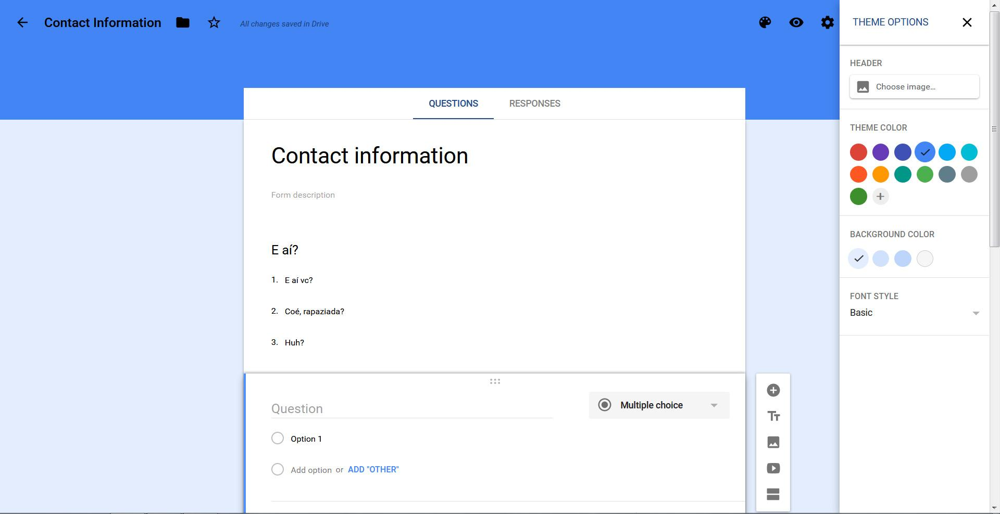 Contact Information
All changes saved in Drive
THEME OPTIONS
HEADER
Choose image...
QUESTIONS
RESPONSES
THEME COLOR
Contact information
Form description
BACKGROUND COLOR
E aí?
1. E aí vc?
FONT STYLE
Basic
2. Coé, rapaziada?
3. Huh?
Question
Multiple choice
Option 1
Add option or ADD "OTHER"
Tт